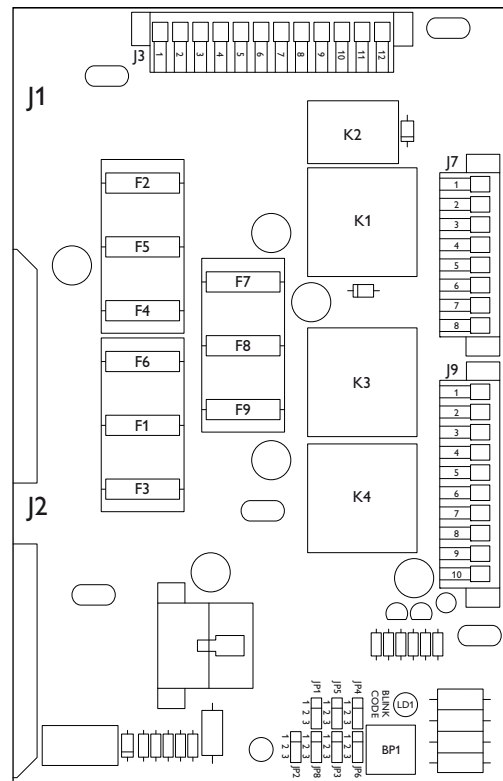 J3
1 2 3 4 5 6 7 8 9 10 11 12
J1
K2
J7
1
2
3
4
5
6
7
8
F2
K1
F5
F7
F4
F8
K3
F6
J9
1
2
3
4
5
6
7
8
9
10
F1
F9
K4
F3
J2
JP1 JP5 JP4 BLINK CODE LD1
1 2 3 1 2 3 1 2 3
1 2 3 1 2 3 1 2 3 1 2 3
BP1
JP2 JP8 JP3 JP6